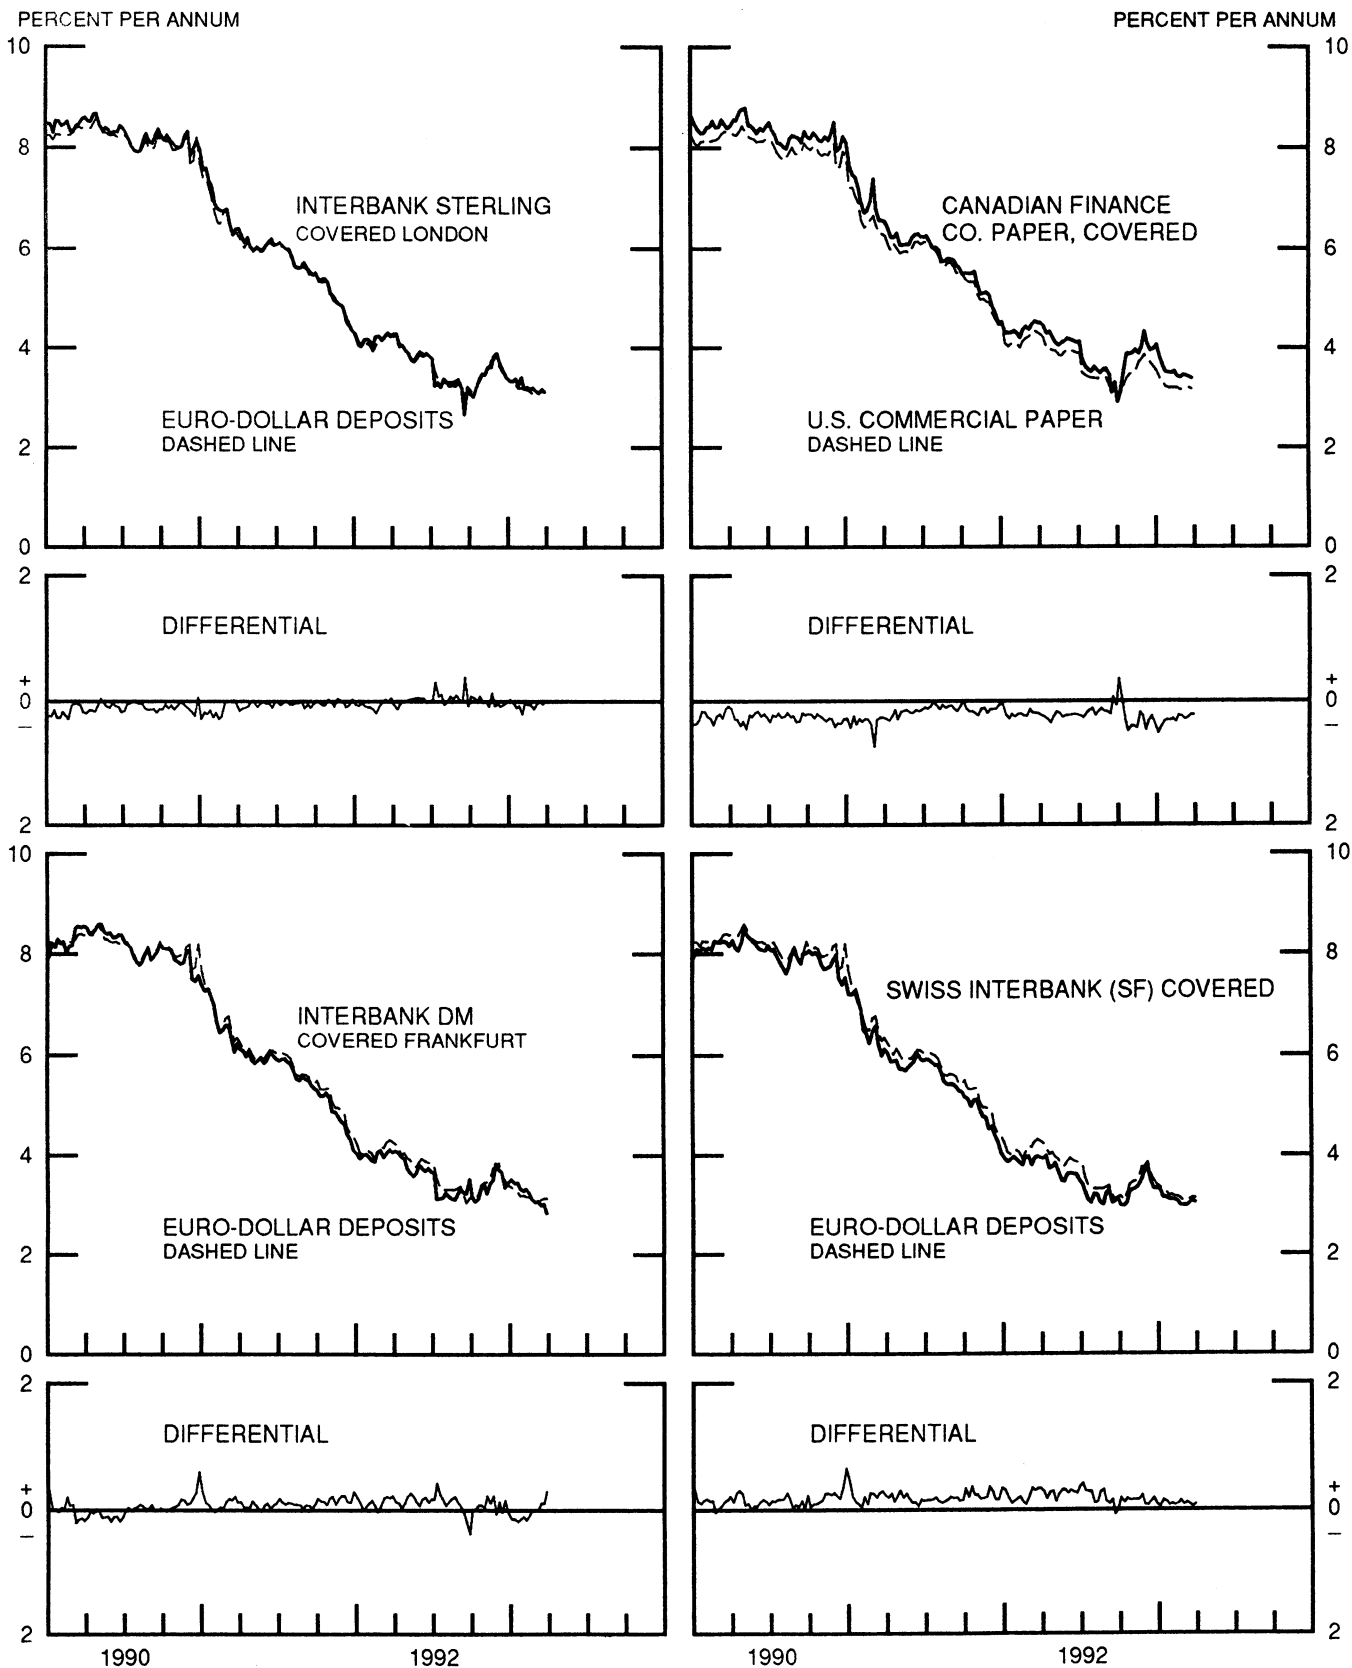 PERCENT PER ANNUM
PERCENT PER ANNUM
10
8
6
4
2
0
INTERBANK STERLING
COVERED LONDON
EURO-DOLLAR DEPOSITS
DASHED LINE
CANADIAN FINANCE
CO. PAPER, COVERED
U.S. COMMERCIAL PAPER
DASHED LINE
10
8
6
4
2
0
2
+
0
–
2
DIFFERENTIAL
DIFFERENTIAL
2
+
0
–
2
10
8
6
4
2
0
INTERBANK DM
COVERED FRANKFURT
EURO-DOLLAR DEPOSITS
DASHED LINE
SWISS INTERBANK (SF) COVERED
EURO-DOLLAR DEPOSITS
DASHED LINE
10
8
6
4
2
0
2
+
0
–
2
DIFFERENTIAL
DIFFERENTIAL
2
+
0
–
2
1990 1992
1990 1992